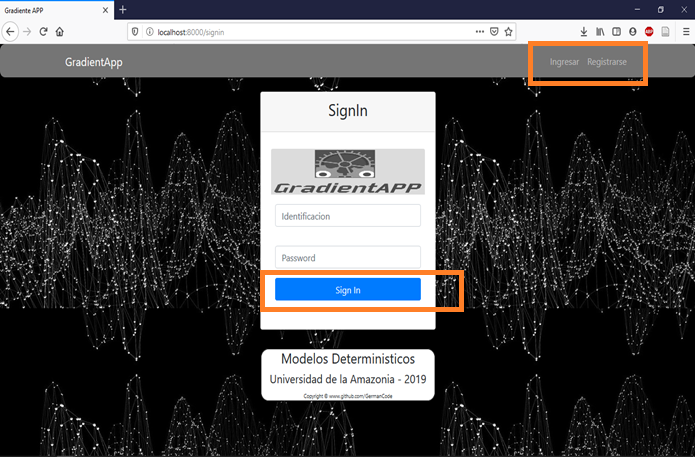 Gradiente APP
localhost:8000/signin
ABP
GradientApp
Ingresar Registrarse
SignIn
GradientAPP
Identificacion
Password
Sign In
Modelos Deterministicos
Universidad de la Amazonia - 2019
Copyright © www.github.com/GermanCode